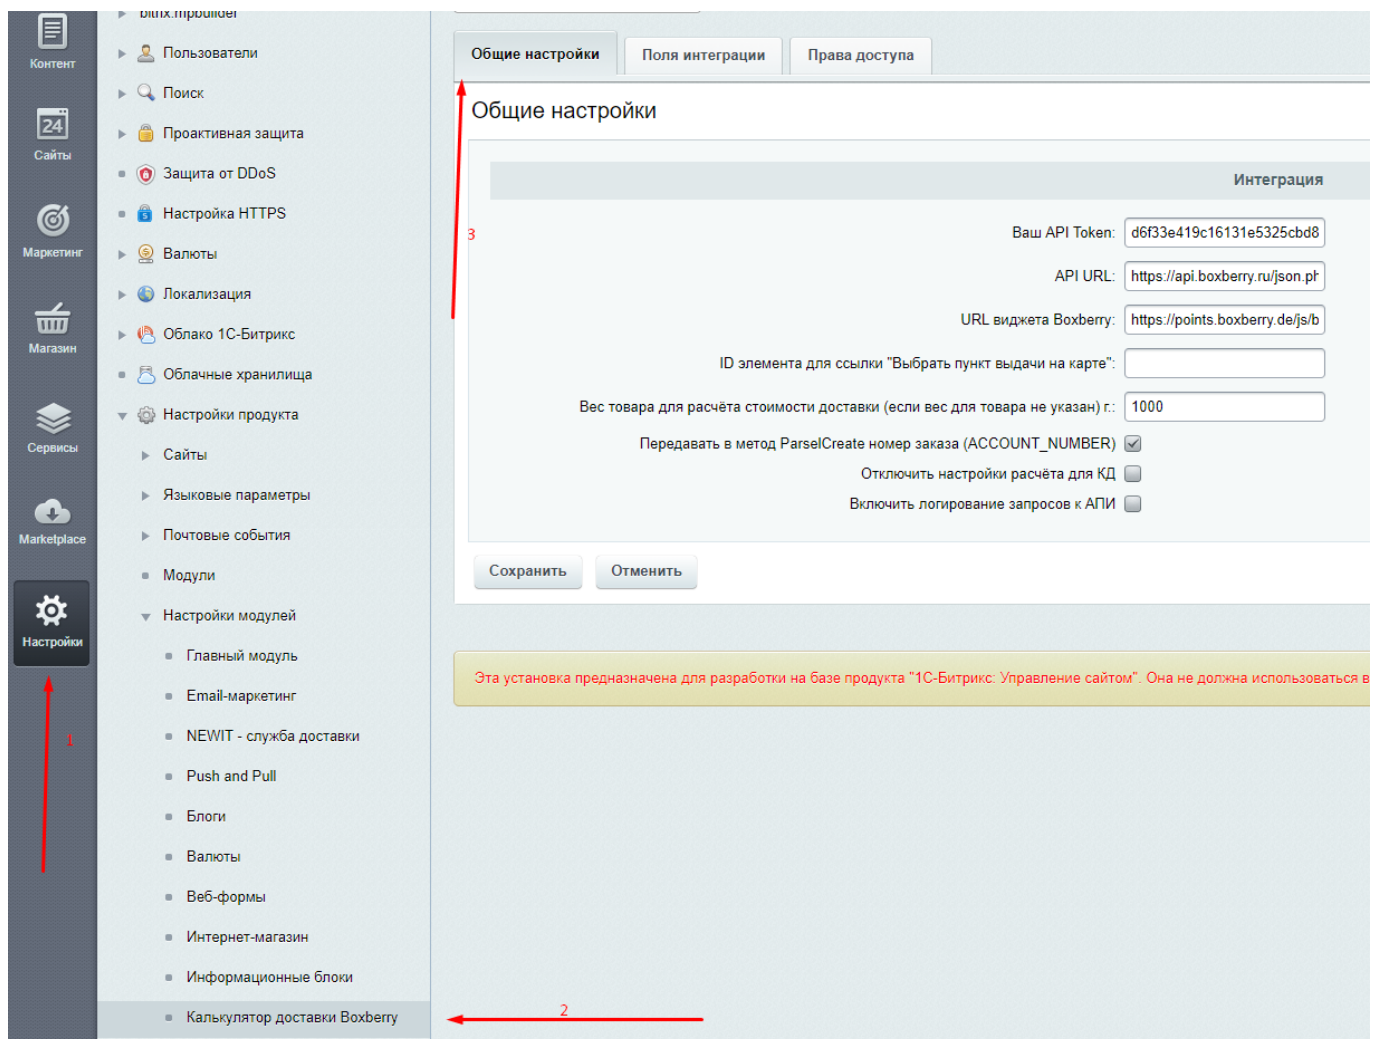 Контент
Сайты
24
Маркетинг
Магазин
Сервисы
Marketplace
Настройки
1
bitrix.mpbuilder
Пользователи
Поиск
Проактивная защита
Защита от DDoS
Настройка HTTPS
Валюты
Локализация
Облако 1С-Битрикс
Облачные хранилища
Настройки продукта
Сайты
Языковые параметры
Почтовые события
Модули
Настройки модулей
Главный модуль
Email-маркетинг
NEWIT - служба доставки
Push and Pull
Блоги
Валюты
Веб-формы
Интернет-магазин
Информационные блоки
Калькулятор доставки Boxberry
2
Общие настройки Поля интеграции Права доступа
Общие настройки
3
Интеграция
Ваш API Token: d6f33e419c16131e5325cbd8
API URL: https://api.boxberry.ru/json.ph
URL виджета Boxberry: https://points.boxberry.de/js/b
ID элемента для ссылки "Выбрать пункт выдачи на карте":
Вес товара для расчёта стоимости доставки (если вес для товара не указан) г.: 1000
Передавать в метод ParselCreate номер заказа (ACCOUNT_NUMBER)
Отключить настройки расчёта для КД
Включить логирование запросов к АПИ
Сохранить Отменить
Эта установка предназначена для разработки на базе продукта "1С-Битрикс: Управление сайтом". Она не должна использоваться в